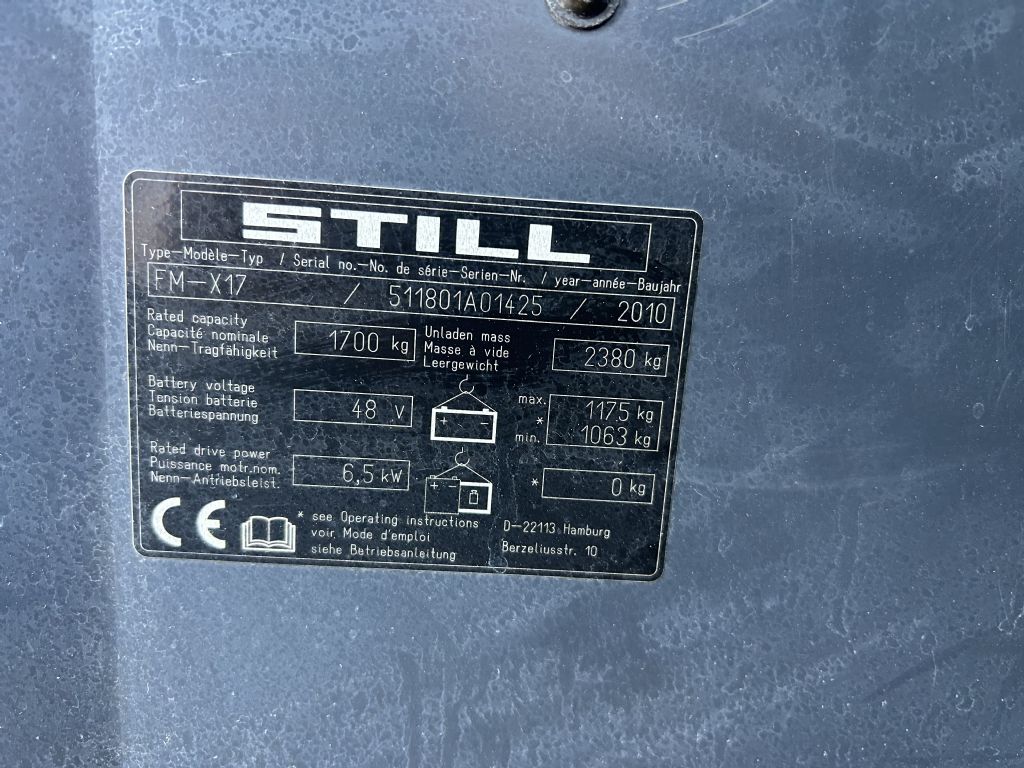 STILL
Type-Modèle-Typ / Serial no.-No. de série-Serien-Nr. / year-année-Baujahr
FM-X17 / 511801A01425 / 2010
Rated capacity
Capacité nominale
Nenn-Tragfähigkeit
1700 kg
Unladen mass
Masse à vide
Leergewicht
2380 kg
Battery voltage
Tension batterie
Batteriespannung
48 V
+ -
max. 1175 kg
*
min. 1063 kg
Rated drive power
Puissance motr.nom.
Nenn-Antriebsleist.
6,5 kW
+ -
* 0 kg
CE
* see Operating instructions
voir Mode d'emploi
siehe Betriebsanleitung
D-22113 Hamburg
Berzeliusstr. 10